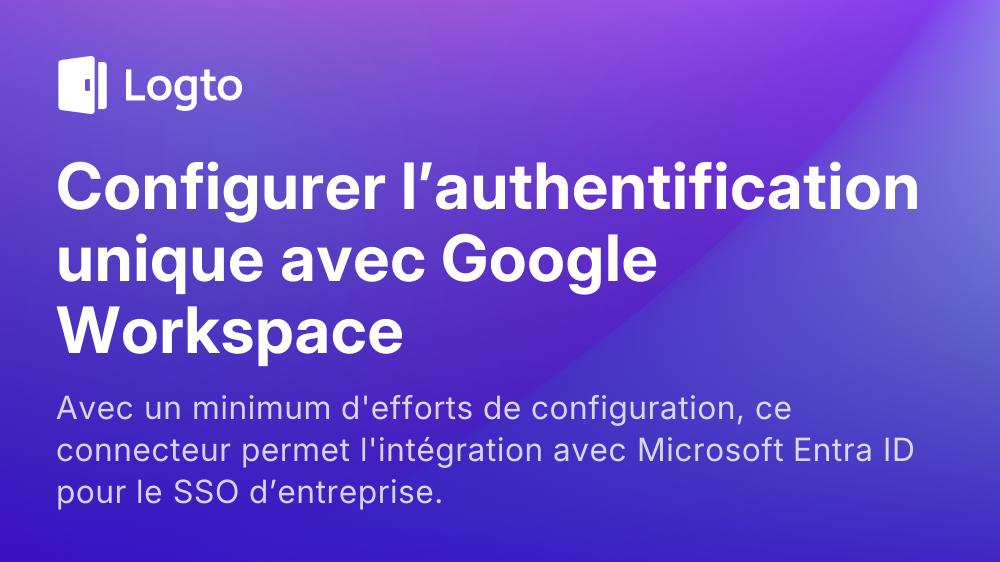 Logto
Configurer l’authentification
unique avec Google
Workspace
Avec un minimum d'efforts de configuration, ce
connecteur permet l'intégration avec Microsoft Entra ID
pour le SSO d’entreprise.